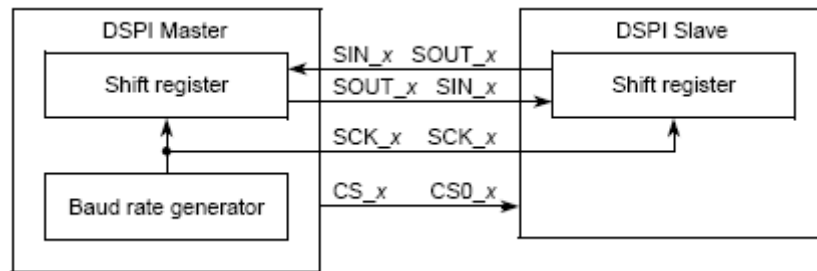 DSPI Master DSPI Slave
Shift register Shift register
SIN_x SOUT_x
SOUT_x SIN_x
SCK_x SCK_x
Baud rate generator
CS_x CS0_x